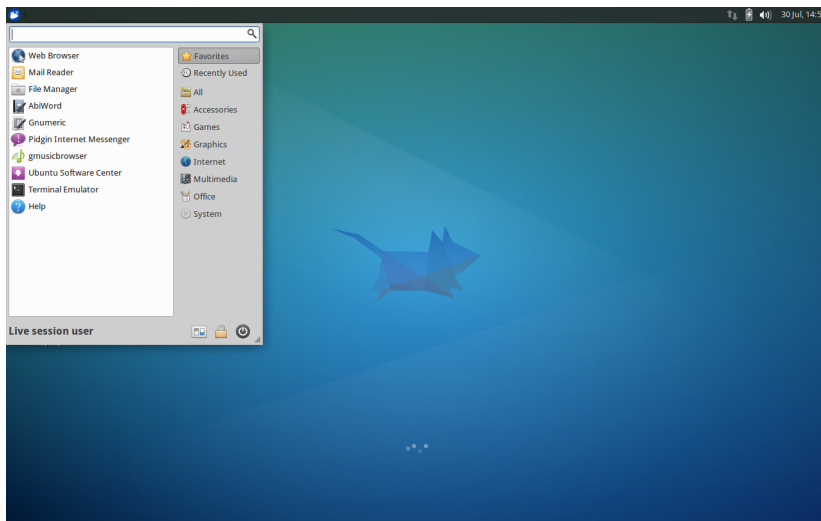 30 Jul, 14:5
Web Browser
Mail Reader
File Manager
AbiWord
Gnumeric
Pidgin Internet Messenger
gmusicbrowser
Ubuntu Software Center
Terminal Emulator
Help
Favorites
Recently Used
All
Accessories
Games
Graphics
Internet
Multimedia
Office
System
Live session user